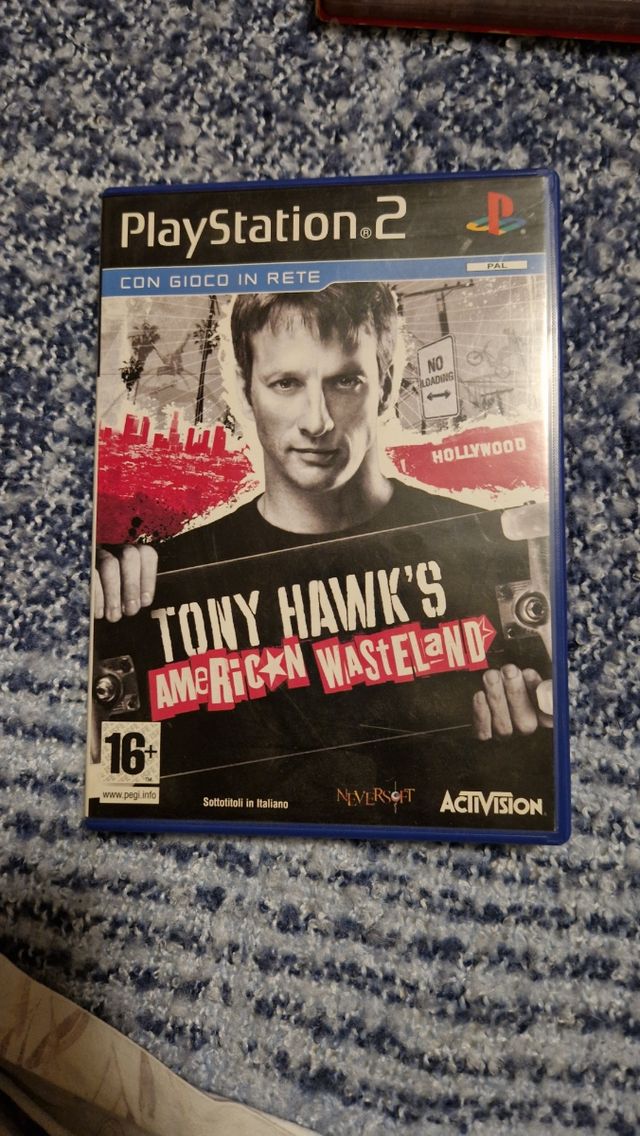 PlayStation®2
PAL
CON GIOCO IN RETE
NO
LOADING
HOLLYWOOD
TONY HAWK'S
AMeRiCAN WAStELaND
16+
TM
www.pegi.info
Sottotitoli in Italiano
NEVERSOFT
ACTIVISION